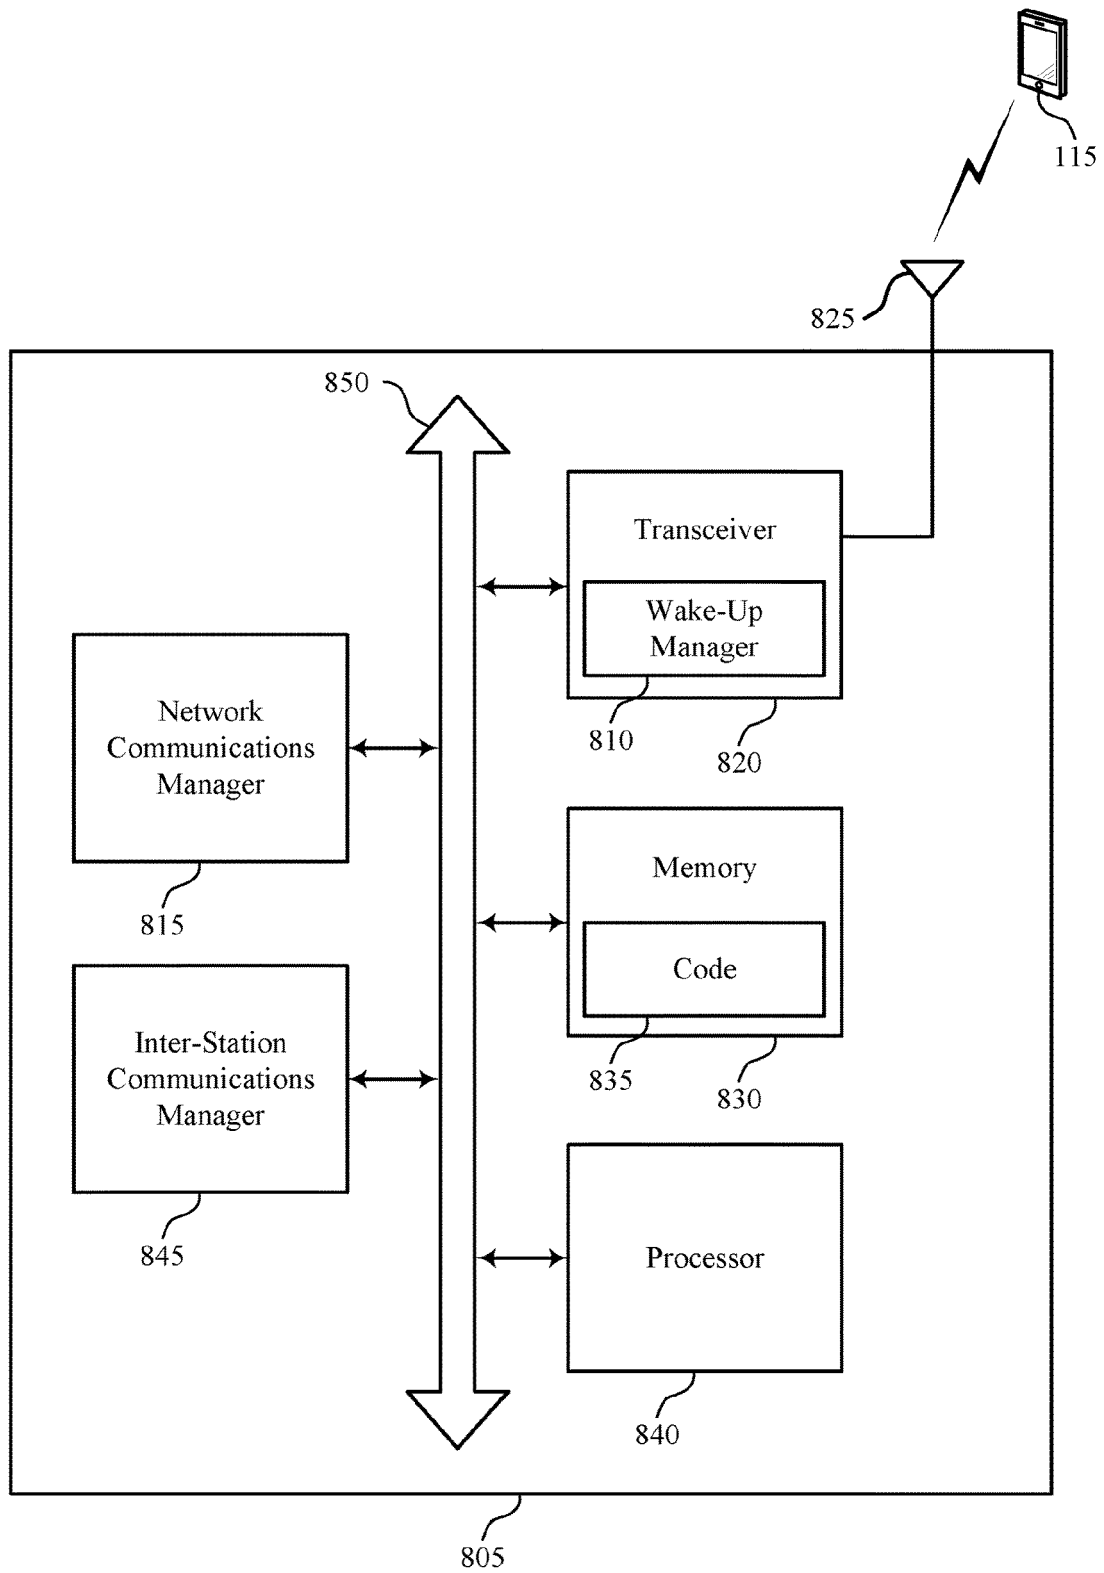 115
825
850
Transceiver
Wake-Up
Manager
810
820
Network
Communications
Manager
815
Memory
Code
835
830
Inter-Station
Communications
Manager
845
Processor
840
805